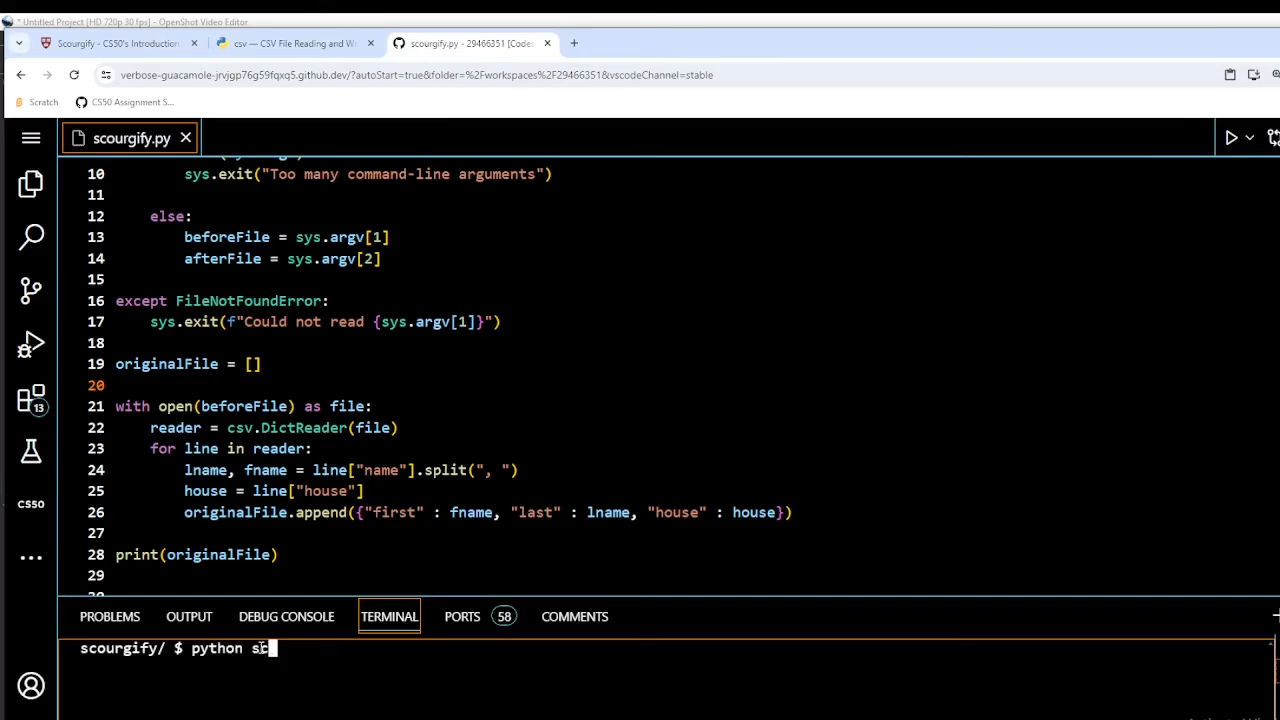 * Untitled Project [HD 720p 30 fps] - OpenShot Video Editor
Scourgify - CS50's Introduction
csv — CSV File Reading and Wr
scourgify.py - 29466351 [Codes
verbose-guacamole-jrvjgp76g59fqxq5.github.dev/?autoStart=true&folder=%2Fworkspaces%2F29466351&vscodeChannel=stable
Scratch
CS50 Assignment S...
scourgify.py
10 sys.exit("Too many command-line arguments")
11
12 else:
13 beforeFile = sys.argv[1]
14 afterFile = sys.argv[2]
15
16 except FileNotFoundError:
17 sys.exit(f"Could not read {sys.argv[1]}")
18
19 originalFile = []
20
21 with open(beforeFile) as file:
22 reader = csv.DictReader(file)
23 for line in reader:
24 lname, fname = line["name"].split(", ")
25 house = line["house"]
26 originalFile.append({"first" : fname, "last" : lname, "house" : house})
27
28 print(originalFile)
29
13
CS50
PROBLEMS OUTPUT DEBUG CONSOLE TERMINAL PORTS 58 COMMENTS
scourgify/ $ python sc